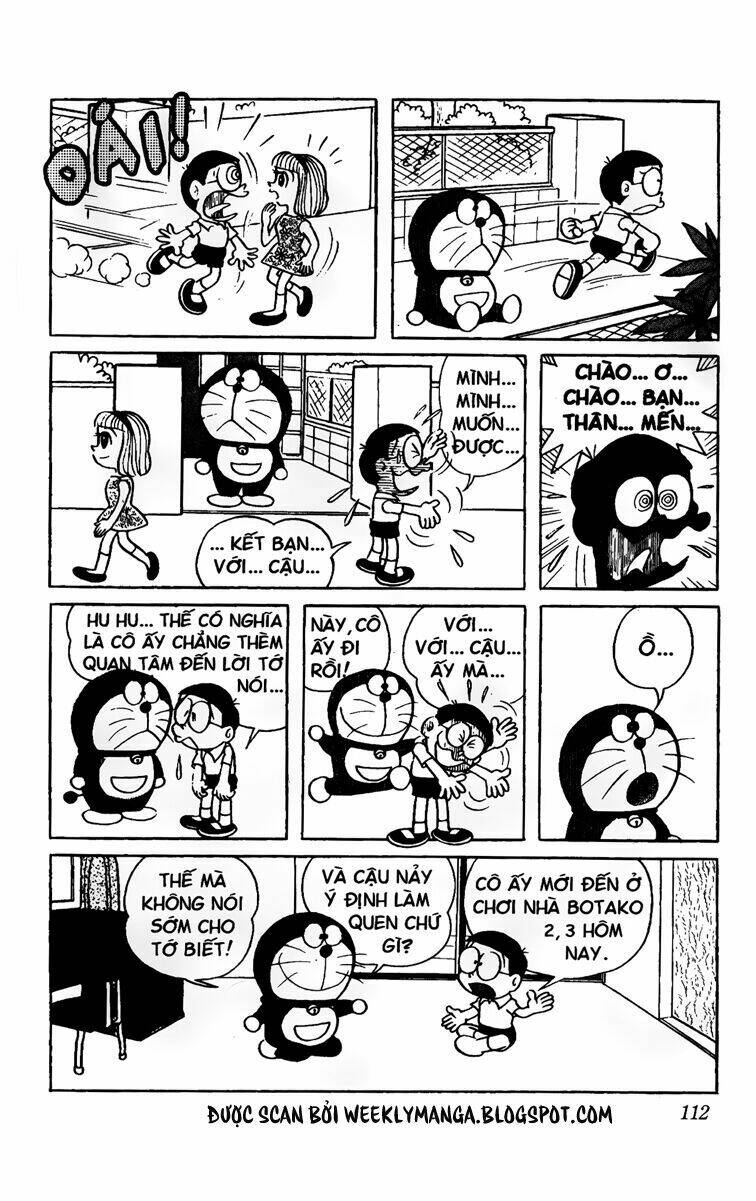 OÁI!
CHÀO... Ơ...
CHÀO... BẠN...
THÂN... MẾN...
MÌNH...
MÌNH...
MUỐN...
ĐƯỢC...
... KẾT BẠN...
VỚI... CẬU...
Ồ...
VỚI...
VỚI... CẬU...
ẤY MÀ...
NÀY, CÔ
ẤY ĐI
RỒI!
HU HU... THẾ CÓ NGHĨA
LÀ CÔ ẤY CHẲNG THÈM
QUAN TÂM ĐẾN LỜI TỚ
NÓI...
CÔ ẤY MỚI ĐẾN Ở
CHƠI NHÀ BOTAKO
2, 3 HÔM
NAY.
VÀ CẬU NẢY
Ý ĐỊNH LÀM
QUEN CHỨ
GÌ?
THẾ MÀ
KHÔNG NÓI
SỚM CHO
TỚ BIẾT!
ĐƯỢC SCAN BỞI WEEKLYMANGA.BLOGSPOT.COM
112